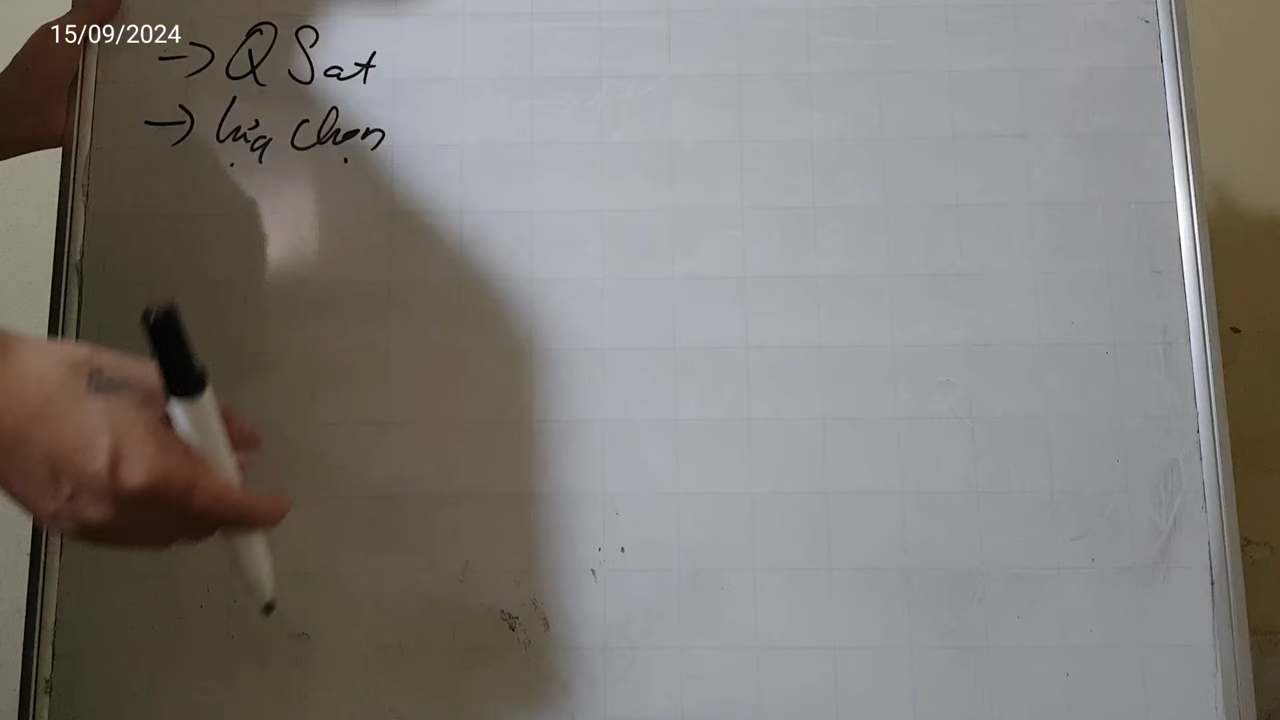 15/09/2024
→ Q Sat
→ lựa chọn